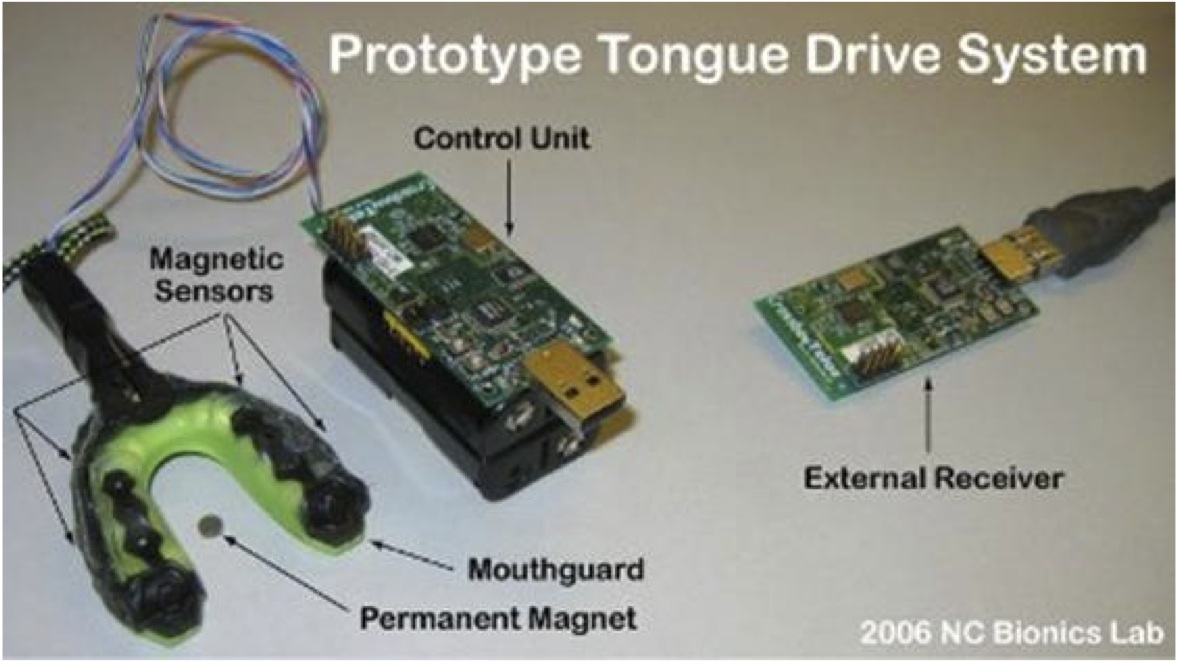 Prototype Tongue Drive System
Control Unit
Magnetic
Sensors
External Receiver
Mouthguard
Permanent Magnet
2006 NC Bionics Lab